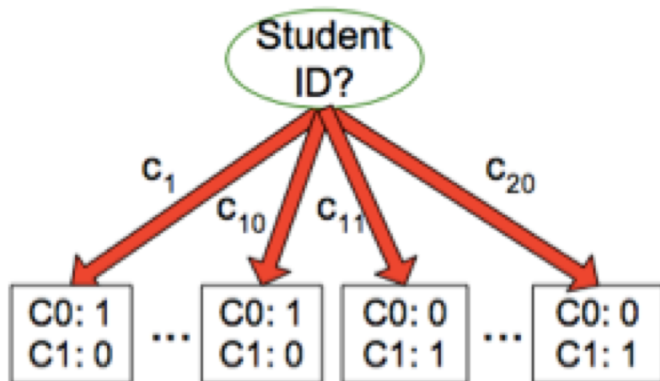 Student
ID?
c1
c10
c11
c20
C0: 1
C1: 0
...
C0: 1
C1: 0
C0: 0
C1: 1
...
C0: 0
C1: 1